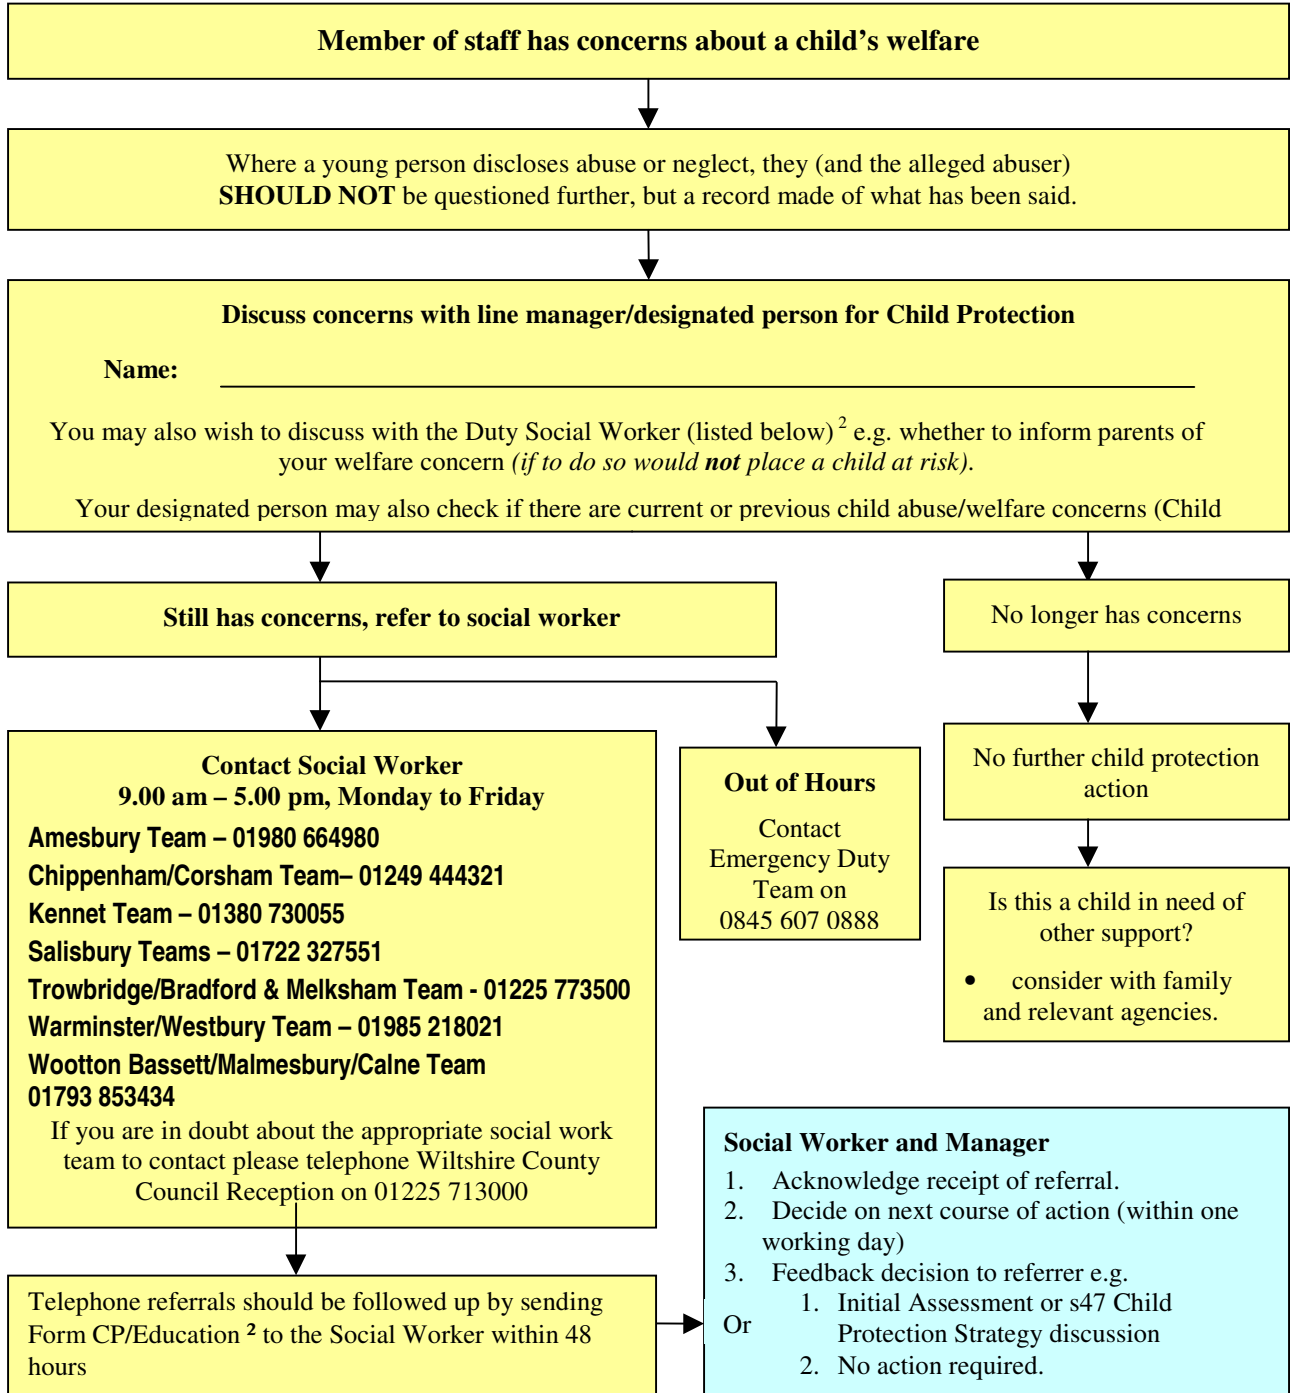 Member of staff has concerns about a child's welfare
Where a young person discloses abuse or neglect, they (and the alleged abuser)
SHOULD NOT be questioned further, but a record made of what has been said.
Discuss concerns with line manager/designated person for Child Protection
Name:
You may also wish to discuss with the Duty Social Worker (listed below) 2 e.g. whether to inform parents of
your welfare concern (if to do so would not place a child at risk).
Your designated person may also check if there are current or previous child abuse/welfare concerns (Child
Still has concerns, refer to social worker
No longer has concerns
Contact Social Worker
9.00 am – 5.00 pm, Monday to Friday
Amesbury Team – 01980 664980
Chippenham/Corsham Team– 01249 444321
Kennet Team – 01380 730055
Salisbury Teams – 01722 327551
Trowbridge/Bradford & Melksham Team - 01225 773500
Warminster/Westbury Team – 01985 218021
Wootton Bassett/Malmesbury/Calne Team
01793 853434
If you are in doubt about the appropriate social work
team to contact please telephone Wiltshire County
Council Reception on 01225 713000
Out of Hours
Contact
Emergency Duty
Team on
0845 607 0888
No further child protection
action
Is this a child in need of
other support?
• consider with family
and relevant agencies.
Telephone referrals should be followed up by sending
Form CP/Education 2 to the Social Worker within 48
hours
Social Worker and Manager
1. Acknowledge receipt of referral.
2. Decide on next course of action (within one
working day)
3. Feedback decision to referrer e.g.
1. Initial Assessment or s47 Child
Or Protection Strategy discussion
2. No action required.